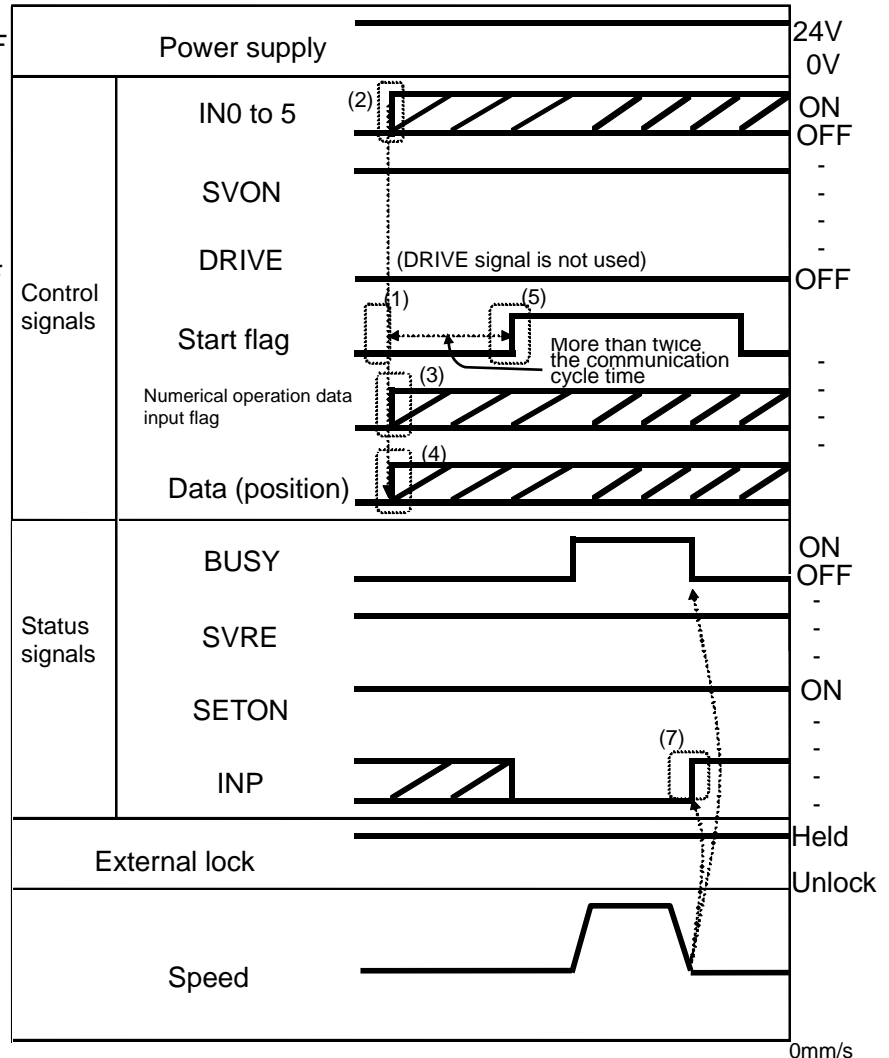 Power supply
24V
0V
Control
signals
IN0 to 5
(2)
ON
OFF
-
SVON
-
-
-
DRIVE
(DRIVE signal is not used)
OFF
(1)
(5)
Start flag
More than twice
the communication
cycle time
-
Numerical operation data
input flag
(3)
-
-
-
Data (position)
(4)
Status
signals
BUSY
ON
OFF
-
SVRE
-
-
SETON
ON
-
(7)
-
INP
-
-
External lock
Held
Unlock
Speed
0mm/s